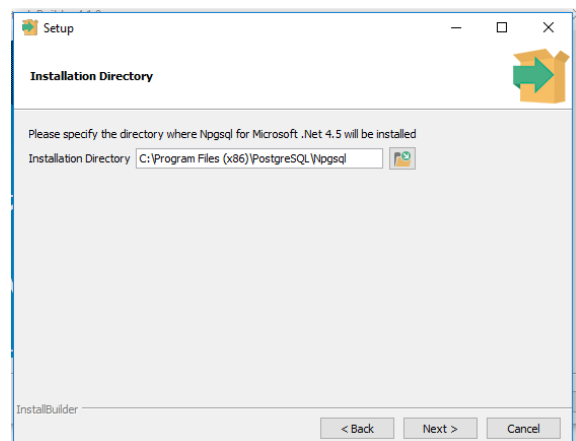 Setup
Installation Directory
Please specify the directory where Npgsql for Microsoft .Net 4.5 will be installed
Installation Directory C:\Program Files (x86)\PostgreSQL\Npgsql
InstallBuilder
< Back Next > Cancel